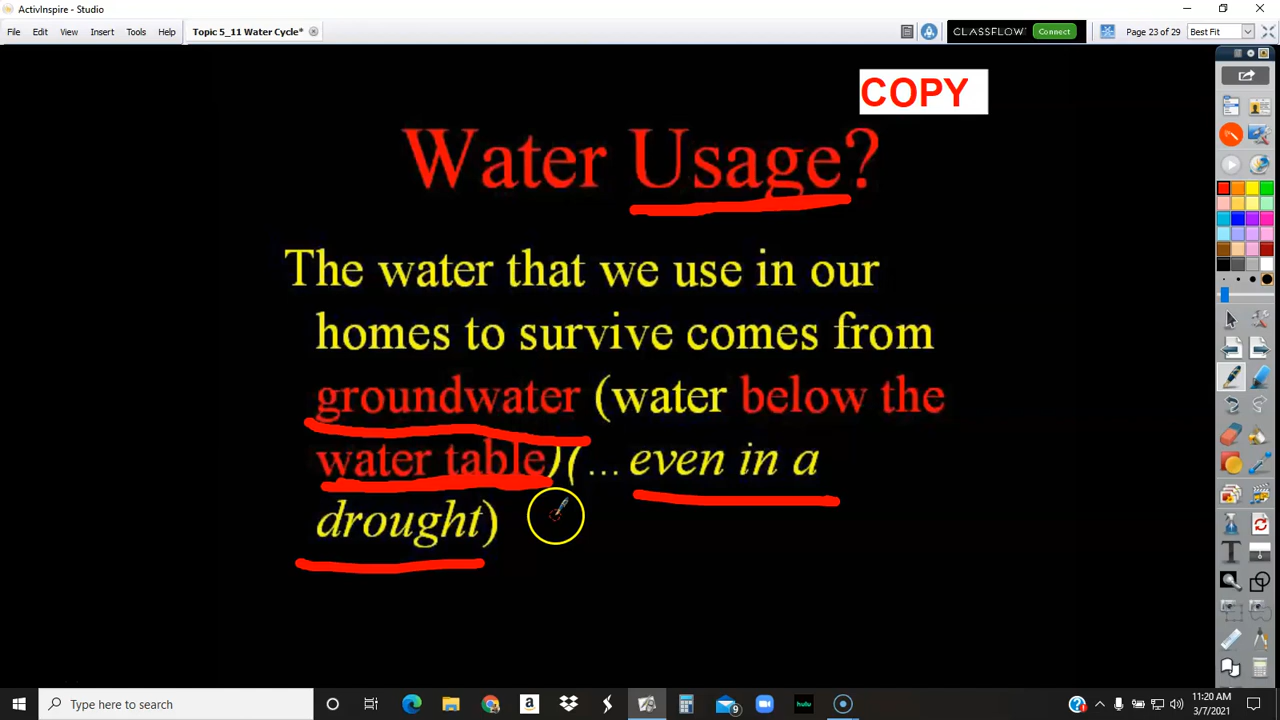 ActivInspire - Studio
File Edit View Insert Tools Help Topic 5_11 Water Cycle* CLASSFLOW Connect Page 23 of 29 Best Fit
COPY
Water Usage?
The water that we use in our
homes to survive comes from
groundwater (water below the
water table)(... even in a
drought)
Type here to search
a
9
hulu
11:20 AM
3/7/2021